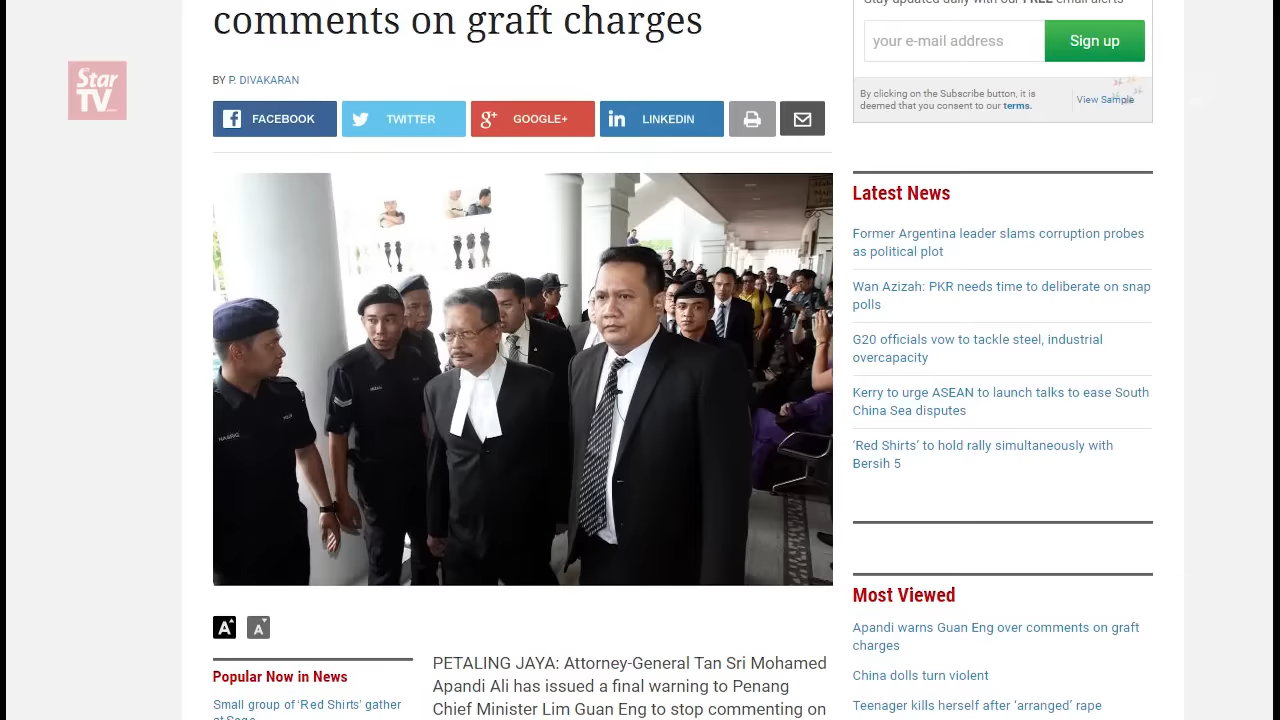 comments on graft charges
Star
TV
BY P. DIVAKARAN
FACEBOOK
TWITTER
GOOGLE+
LINKEDIN
PETALING JAYA: Attorney-General Tan Sri Mohamed
Apandi Ali has issued a final warning to Penang
Chief Minister Lim Guan Eng to stop commenting on
Popular Now in News
Small group of ‘Red Shirts’ gather
your e-mail address
Sign up
By clicking on the Subscribe button, it is
deemed that you consent to our terms.
View Sample
Latest News
Former Argentina leader slams corruption probes
as political plot
Wan Azizah: PKR needs time to deliberate on snap
polls
G20 officials vow to tackle steel, industrial
overcapacity
Kerry to urge ASEAN to launch talks to ease South
China Sea disputes
‘Red Shirts’ to hold rally simultaneously with
Bersih 5
Most Viewed
Apandi warns Guan Eng over comments on graft
charges
China dolls turn violent
Teenager kills herself after ‘arranged’ rape